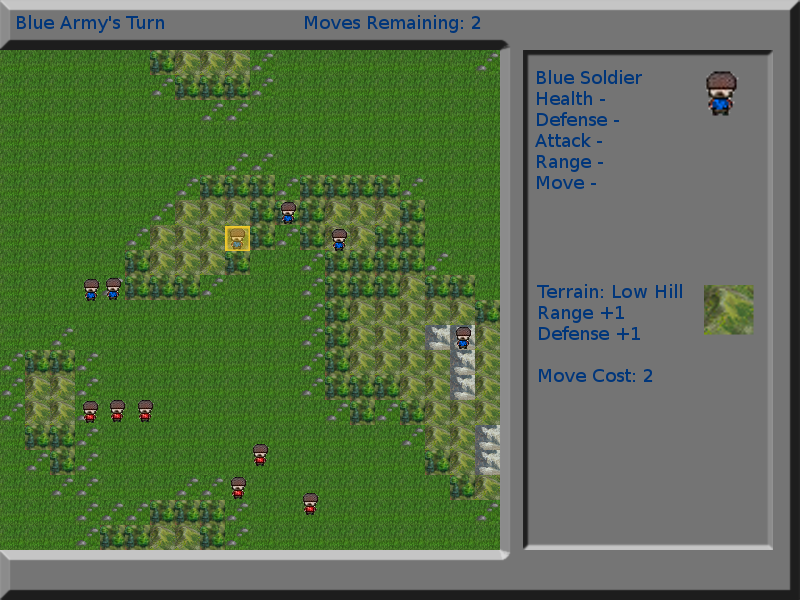 Blue Army's Turn
Moves Remaining: 2
Blue Soldier
Health -
Defense -
Attack -
Range -
Move -
Terrain: Low Hill
Range +1
Defense +1
Move Cost: 2